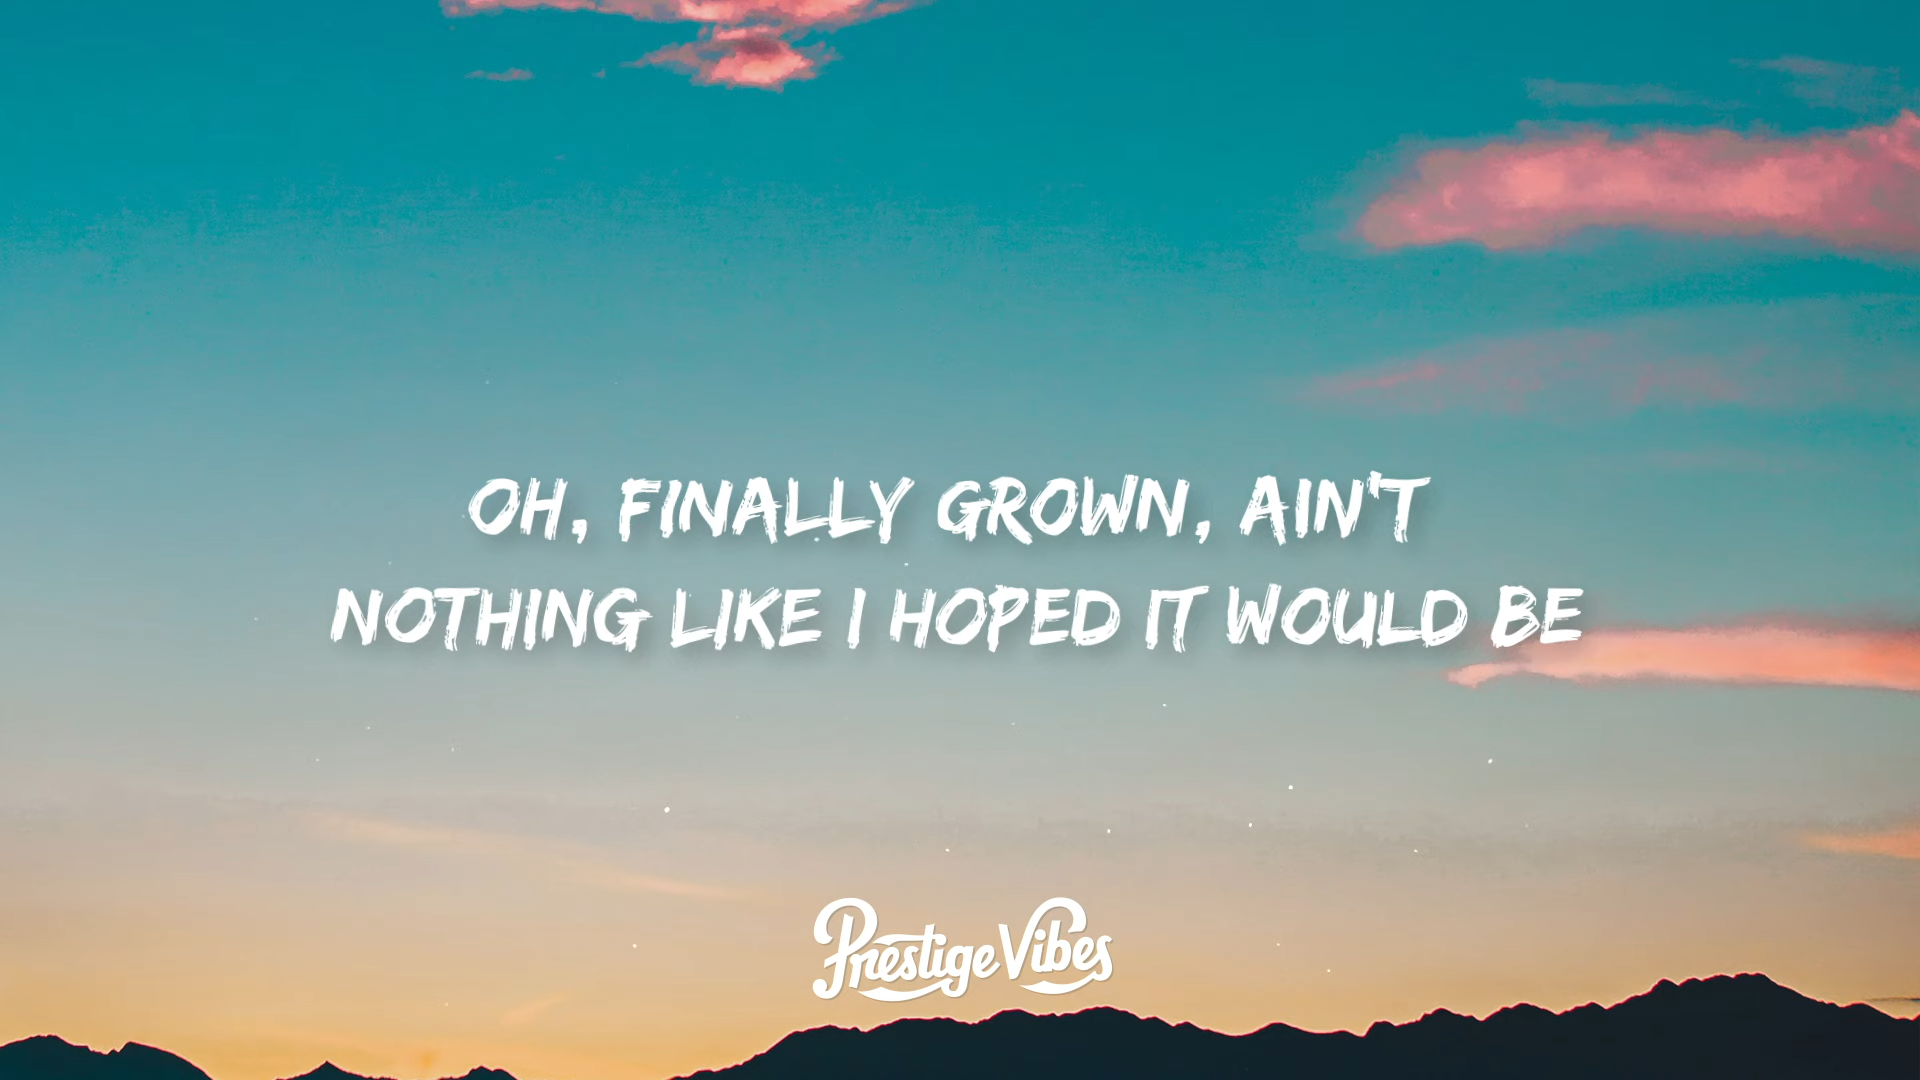 OH, FINALLY GROWN, AIN'T
NOTHING LIKE I HOPED IT WOULD BE
Prestige Vibes